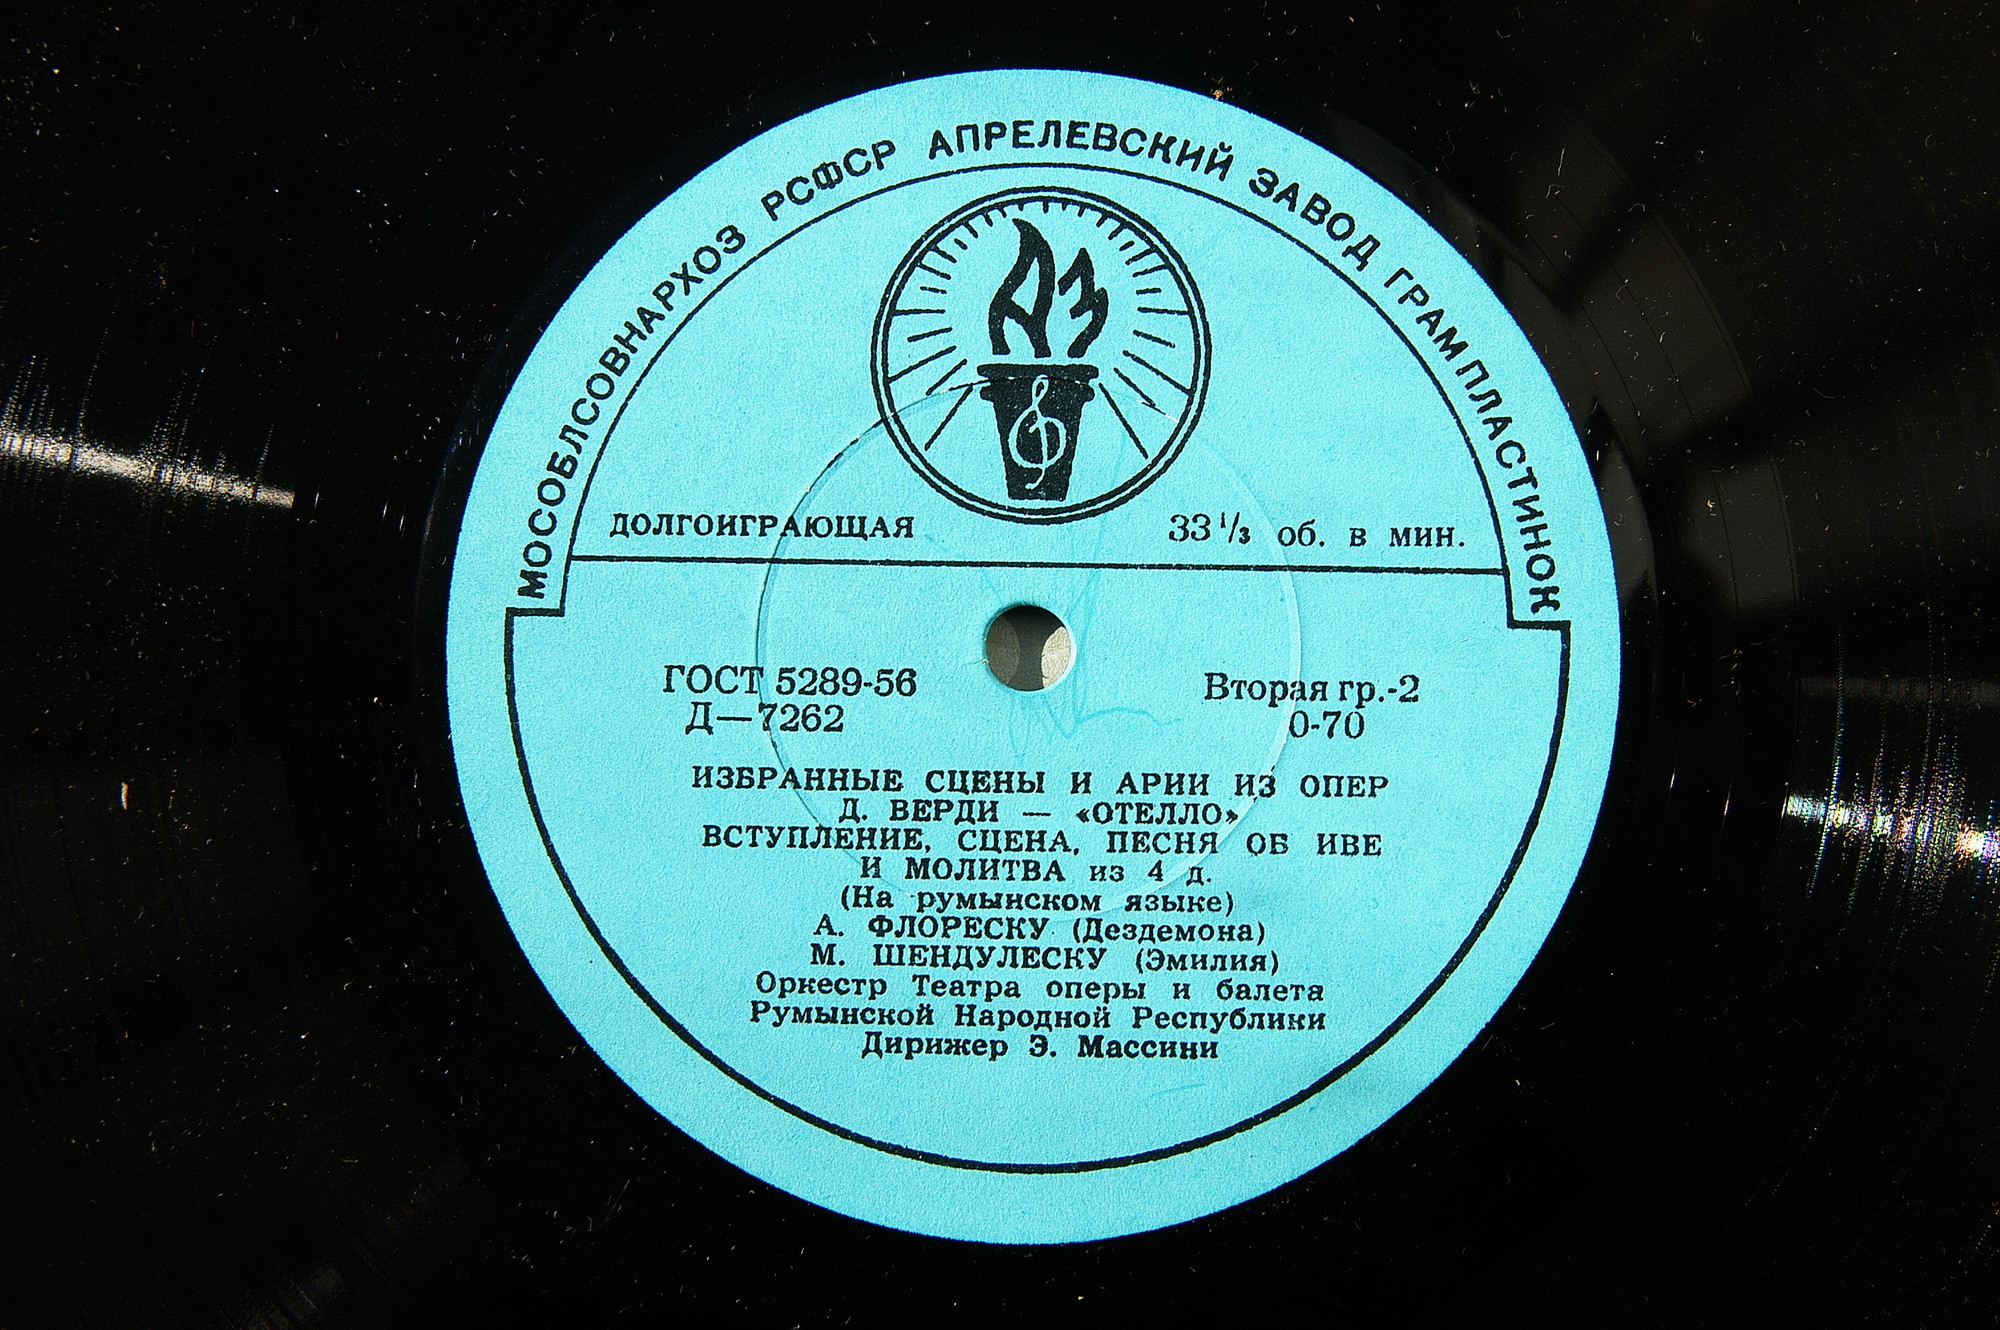 МОСОБЛСОВНАРХОЗ РСФСР АПРЕЛЕВСКИЙ ЗАВОД ГРАМПЛАСТИНОК
АЗ
ДОЛГОИГРАЮЩАЯ 33 1/3 об. в мин.
ГОСТ 5289-56 Вторая гр.-2
Д—7262 0-70
ИЗБРАННЫЕ СЦЕНЫ И АРИИ ИЗ ОПЕР
Д. ВЕРДИ — «ОТЕЛЛО»
ВСТУПЛЕНИЕ, СЦЕНА, ПЕСНЯ ОБ ИВЕ
И МОЛИТВА из 4 д.
(На румынском языке)
А. ФЛОРЕСКУ (Дездемона)
М. ШЕНДУЛЕСКУ (Эмилия)
Оркестр Театра оперы и балета
Румынской Народной Республики
Дирижер Э. Массини